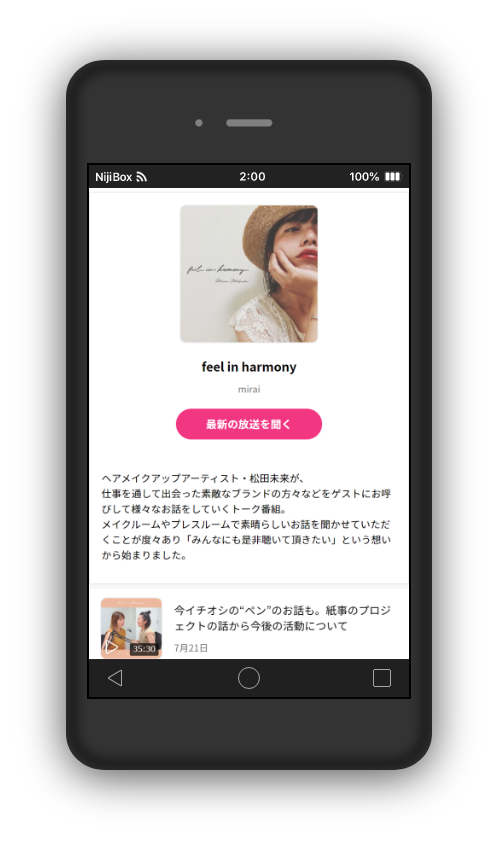 NijiBox 2:00 100%
feel in harmony
feel in harmony
mirai
最新の放送を聞く
ヘアメイクアップアーティスト・松田未来が、
仕事を通して出会った素敵なブランドの方々などをゲストにお呼
びして様々なお話をしていくトーク番組。
メイクルームやプレスルームで素晴らしいお話を聞かせていただ
くことが度々あり「みんなにも是非聴いて頂きたい」という想い
から始まりました。
今イチオシの“ペン”のお話も。紙事のプロジ
ェクトの話から今後の活動について
35:30
7月21日